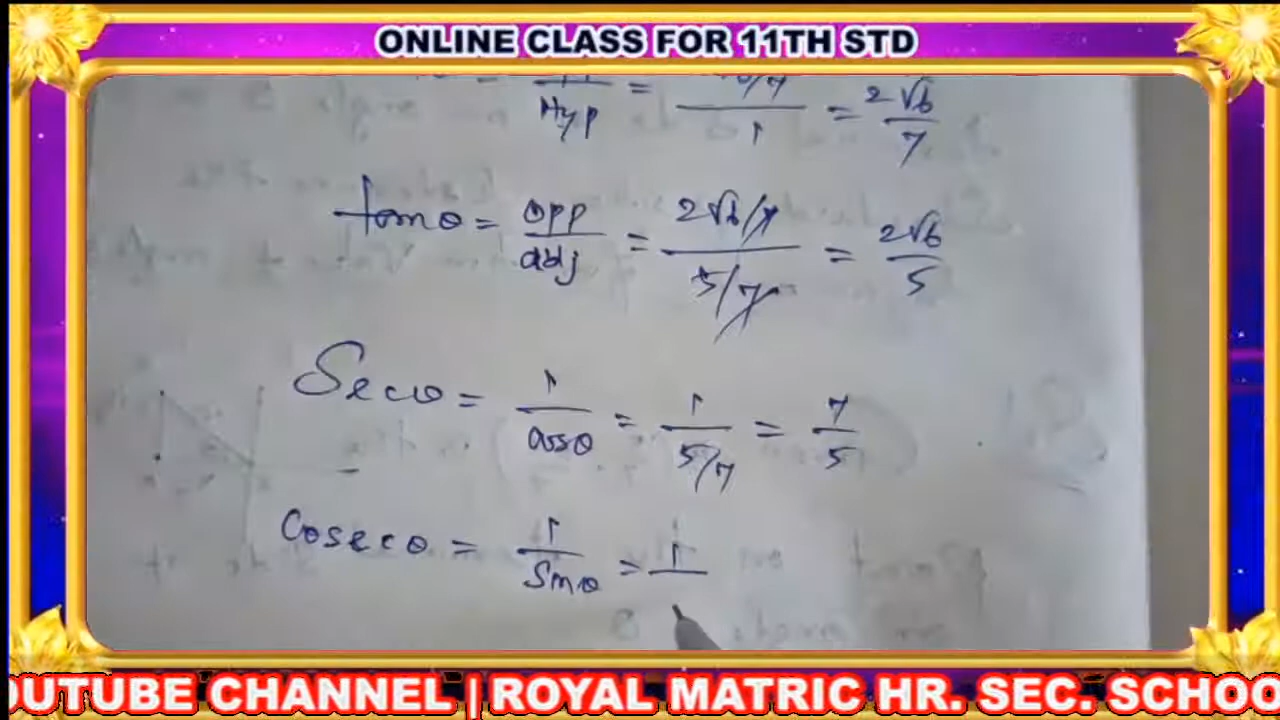 ONLINE CLASS FOR 11TH STD
Hyp = 1 = 2√6/7
tanθ = opp/adj = 2√6/7 / 5/7 = 2√6/5
Secθ = 1/cosθ = 1/5/7 = 7/5
Cosecθ = 1/Sinθ = 1
OUTUBE CHANNEL | ROYAL MATRIC HR. SEC. SCHOO